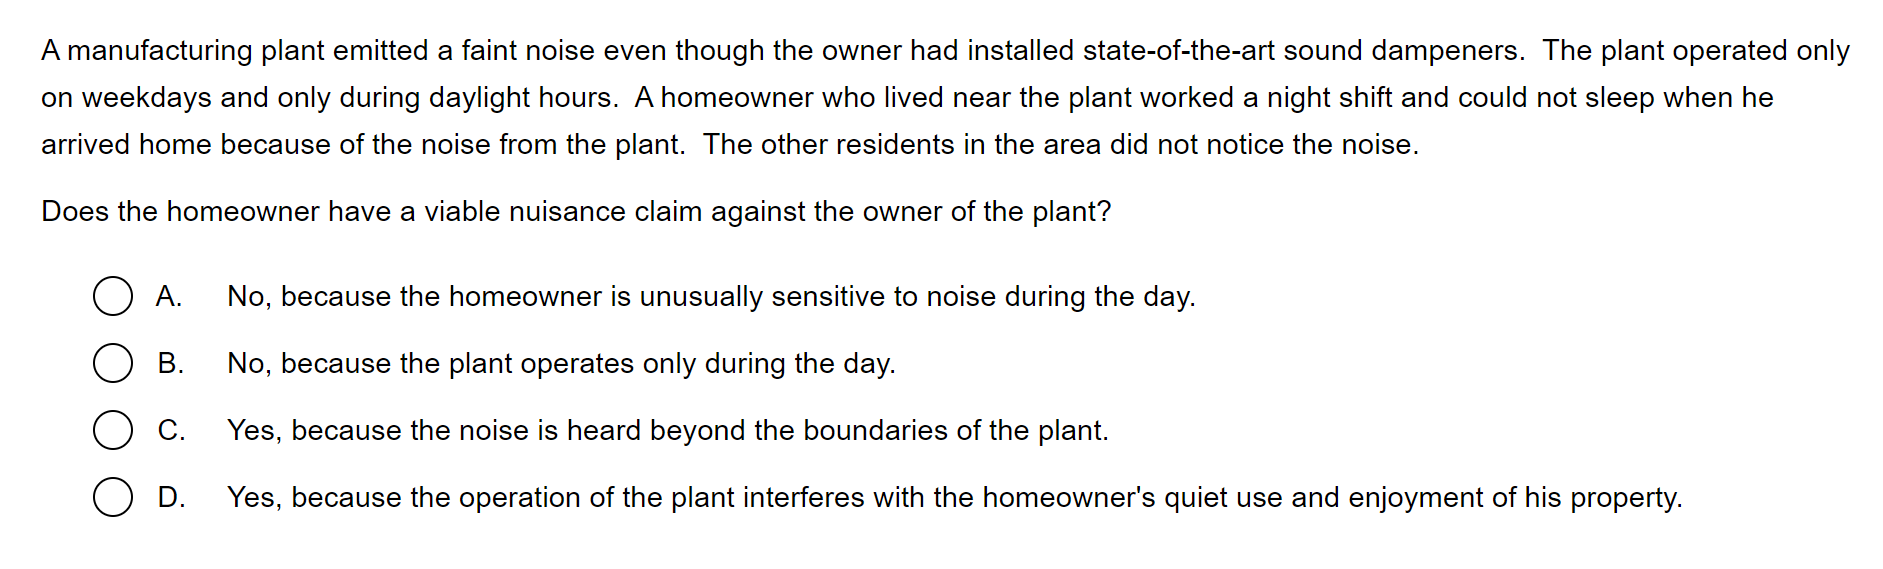 A manufacturing plant emitted a faint noise even though the owner had installed state-of-the-art sound dampeners.  The plant operated only
on weekdays and only during daylight hours.  A homeowner who lived near the plant worked a night shift and could not sleep when he
arrived home because of the noise from the plant.  The other residents in the area did not notice the noise.
Does the homeowner have a viable nuisance claim against the owner of the plant?
A. No, because the homeowner is unusually sensitive to noise during the day.
B. No, because the plant operates only during the day.
C. Yes, because the noise is heard beyond the boundaries of the plant.
D. Yes, because the operation of the plant interferes with the homeowner's quiet use and enjoyment of his property.